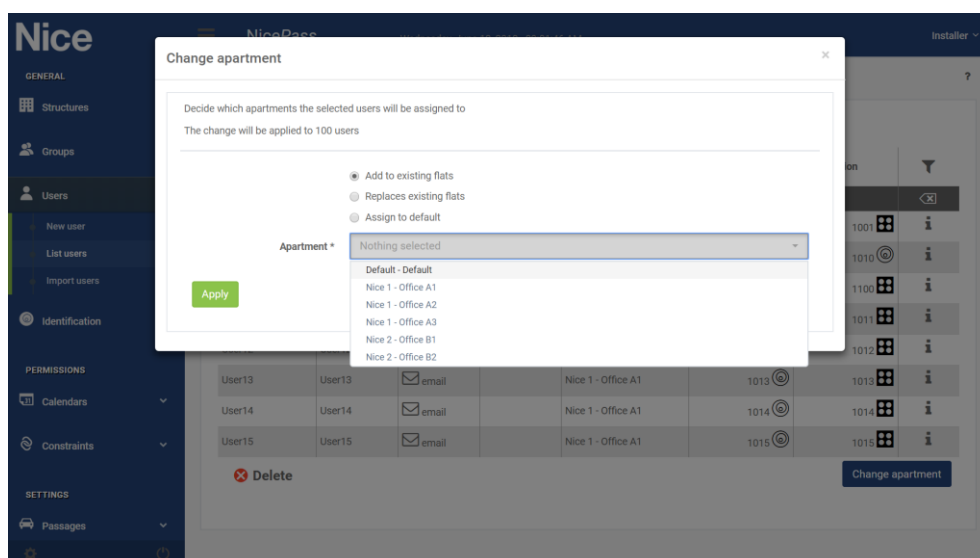 Nice
NicePass
Installer
GENERAL
Structures
Groups
Users
New user
List users
Import users
Identification
PERMISSIONS
Calendars
Constraints
SETTINGS
Passages
?
Change apartment
×
Decide which apartments the selected users will be assigned to
The change will be applied to 100 users
Add to existing flats
Replaces existing flats
Assign to default
Apartment *
Nothing selected
Default - Default
Nice 1 - Office A1
Nice 1 - Office A2
Nice 1 - Office A3
Nice 2 - Office B1
Nice 2 - Office B2
Apply
1001
1010
1100
1011
1012
User13 User13 email Nice 1 - Office A1 1013 1013
User14 User14 email Nice 1 - Office A1 1014 1014
User15 User15 email Nice 1 - Office A1 1015 1015
Delete
Change apartment